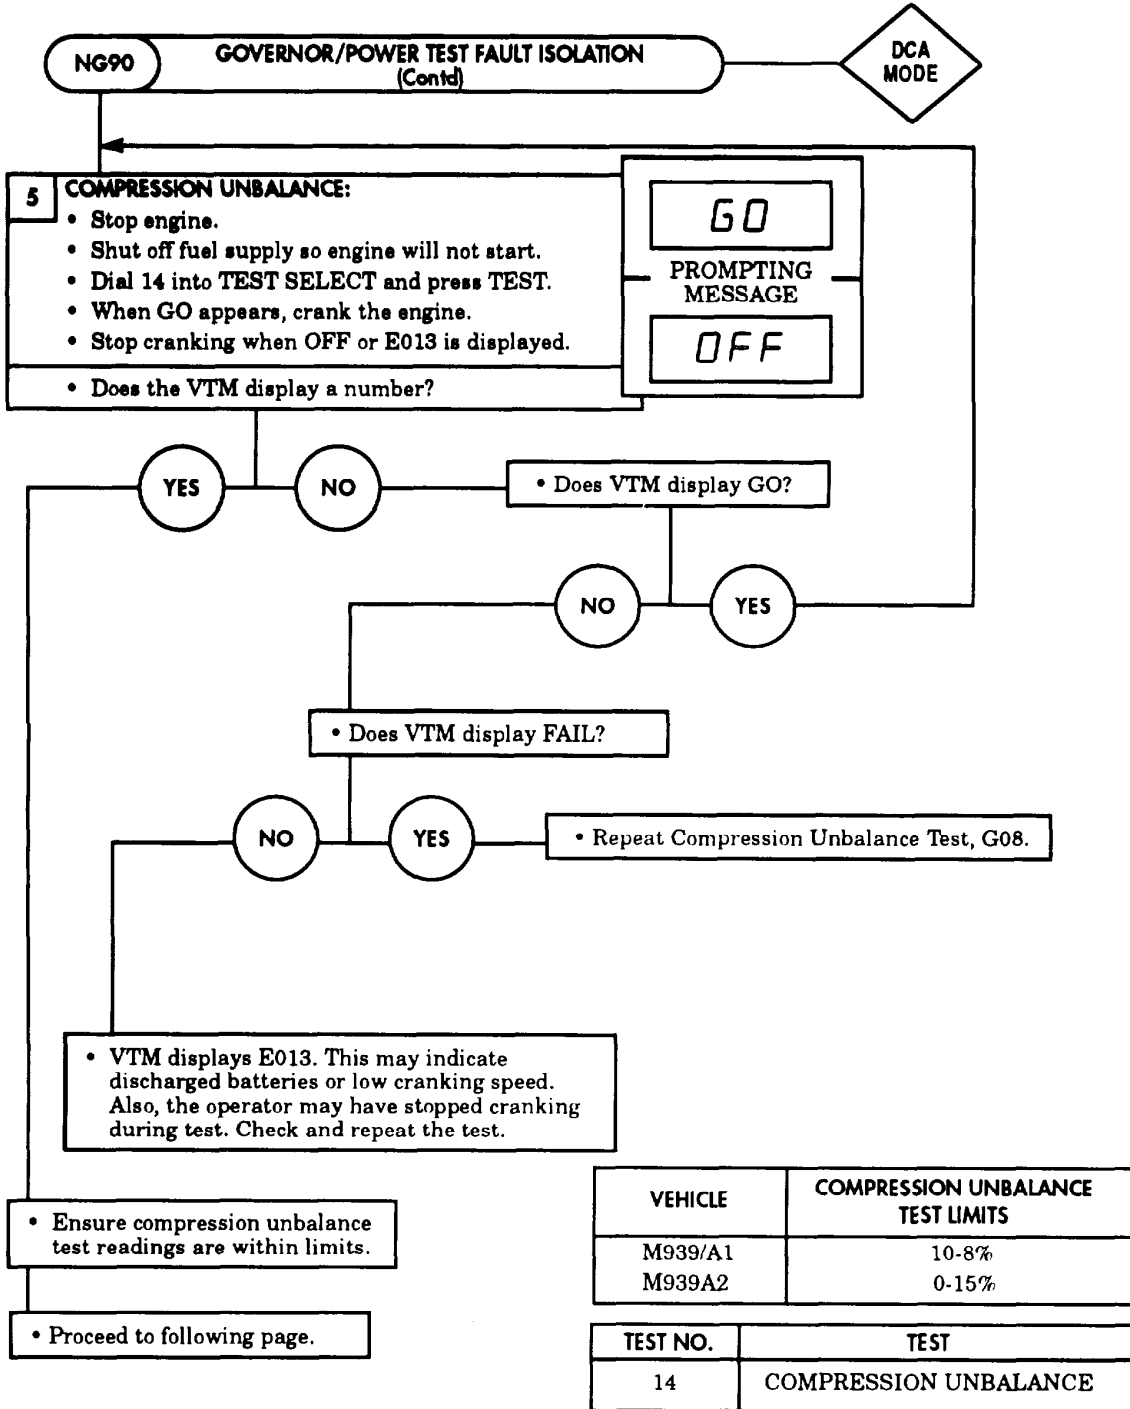 NG90
GOVERNOR/POWER TEST FAULT ISOLATION
(Contd)
DCA
MODE
5
COMPRESSION UNBALANCE:
• Stop engine.
• Shut off fuel supply so engine will not start.
• Dial 14 into TEST SELECT and press TEST.
• When GO appears, crank the engine.
• Stop cranking when OFF or E013 is displayed.
• Does the VTM display a number?
GO
PROMPTING
MESSAGE
OFF
YES
NO
• Does VTM display GO?
NO
YES
• Does VTM display FAIL?
NO
YES
• Repeat Compression Unbalance Test, G08.
• VTM displays E013. This may indicate
discharged batteries or low cranking speed.
Also, the operator may have stopped cranking
during test. Check and repeat the test.
• Ensure compression unbalance
test readings are within limits.
• Proceed to following page.
VEHICLE
COMPRESSION UNBALANCE
TEST LIMITS
M939/A1 10-8%
M939A2 0-15%
TEST NO. TEST
14 COMPRESSION UNBALANCE